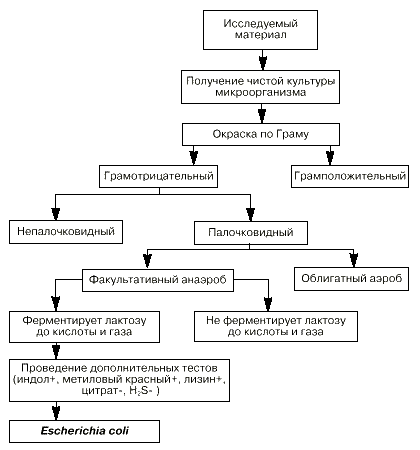 Исследуемый
материал
Получение чистой культуры
микроорганизма
Окраска по Граму
Грамотрицательный
Грамположительный
Непалочковидный
Палочковидный
Факультативный анаэроб
Облигатный аэроб
Ферментирует лактозу
до кислоты и газа
Не ферментирует лактозу
до кислоты и газа
Проведение дополнительных тестов
(индол+, метиловый красный+, лизин+,
цитрат-, H₂S- )
Escherichia coli